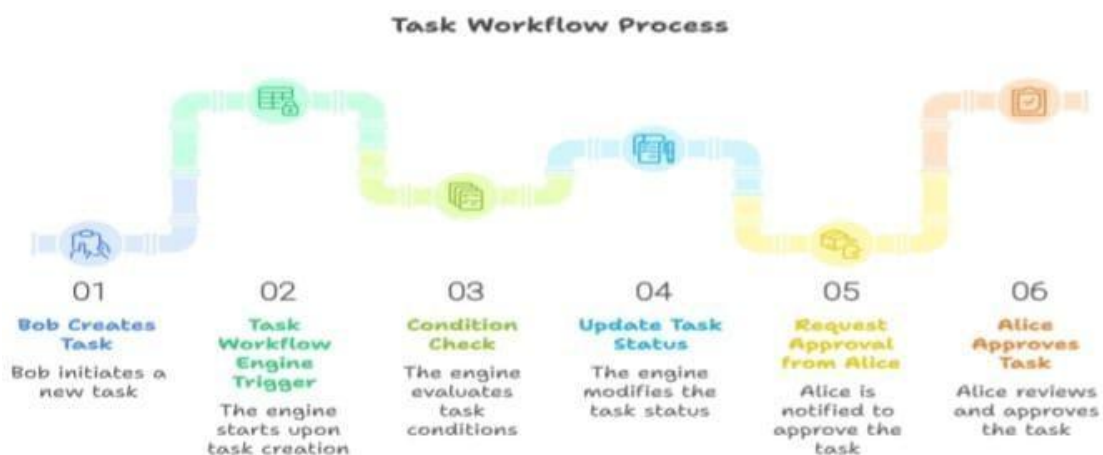 Task Workflow Process
01
Bob Creates
Task
Bob initiates a
new task
02
Task
Workflow
Engine
Trigger
The engine
starts upon
task creation
03
Condition
Check
The engine
evaluates
task
conditions
04
Update Task
Status
The engine
modifies the
task status
05
Request
Approval
from Alice
Alice is
notified to
approve the
task
06
Alice
Approves
Task
Alice reviews
and approves
the task